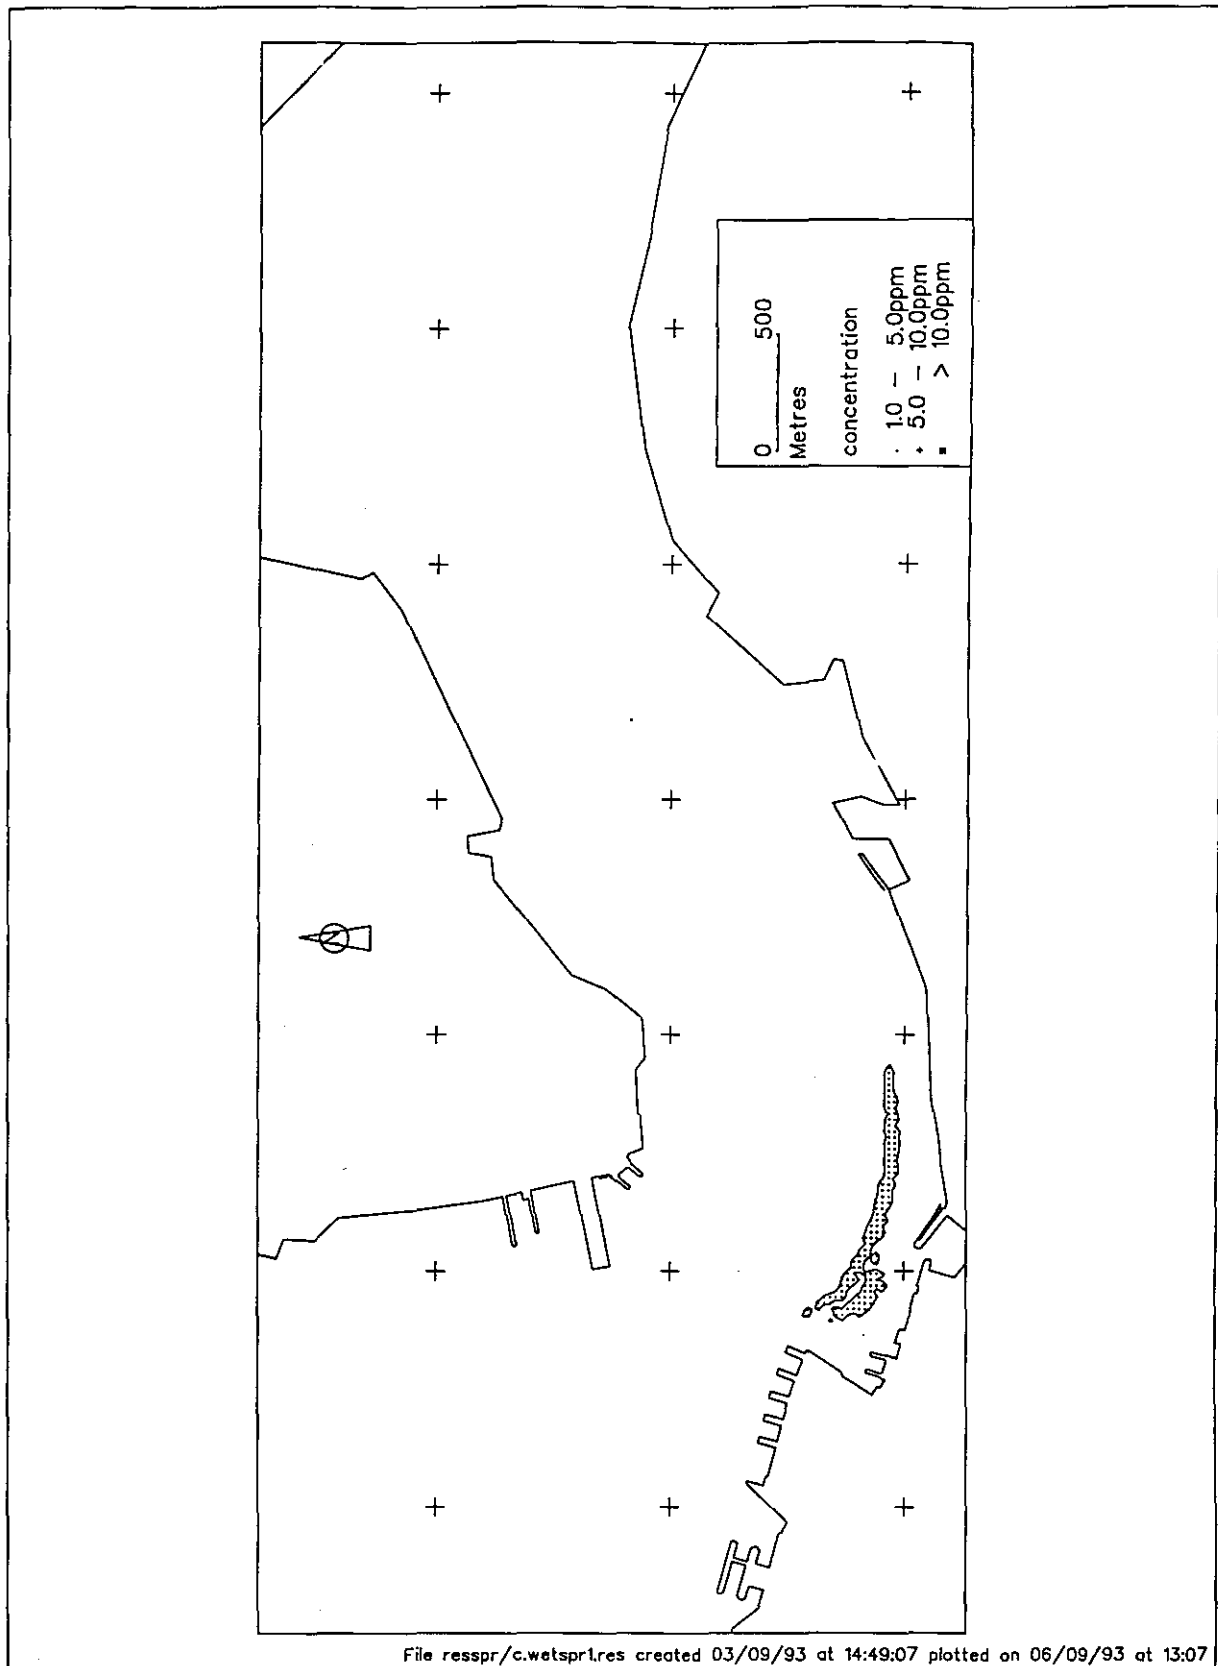 N
0 500
Metres
concentration
· 1.0 – 5.0ppm
+ 5.0 – 10.0ppm
▪ > 10.0ppm
File resspr/c.wetspr1.res created 03/09/93 at 14:49:07 plotted on 06/09/93 at 13:07